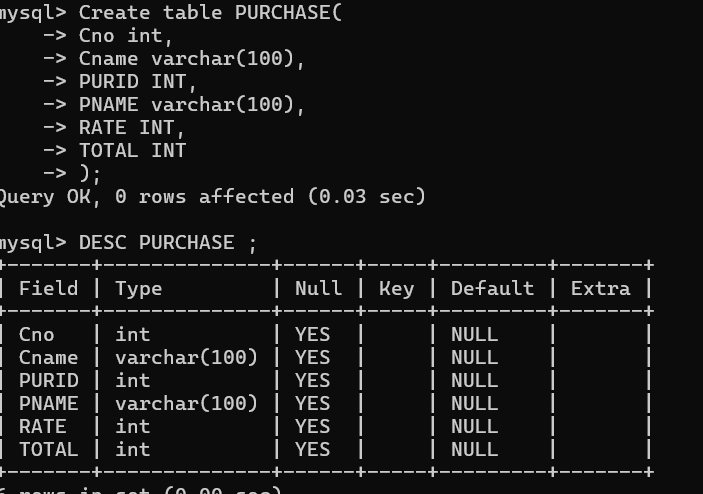 mysql> Create table PURCHASE(
    -> Cno int,
    -> Cname varchar(100),
    -> PURID INT,
    -> PNAME varchar(100),
    -> RATE INT,
    -> TOTAL INT
    -> );
Query OK, 0 rows affected (0.03 sec)

mysql> DESC PURCHASE ;
+-------+--------------+------+-----+---------+-------+
| Field | Type         | Null | Key | Default | Extra |
+-------+--------------+------+-----+---------+-------+
| Cno   | int          | YES  |     | NULL    |       |
| Cname | varchar(100) | YES  |     | NULL    |       |
| PURID | int          | YES  |     | NULL    |       |
| PNAME | varchar(100) | YES  |     | NULL    |       |
| RATE  | int          | YES  |     | NULL    |       |
| TOTAL | int          | YES  |     | NULL    |       |
+-------+--------------+------+-----+---------+-------+
6 rows in set (0.00 sec)